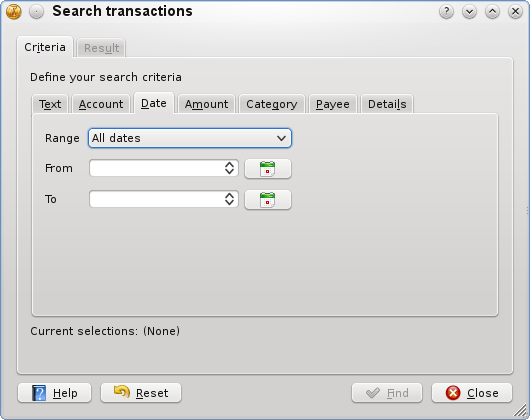 Search transactions
Criteria Result
Define your search criteria
Text Account Date Amount Category Payee Details
Range All dates
From
To
Current selections: (None)
Help Reset Find Close